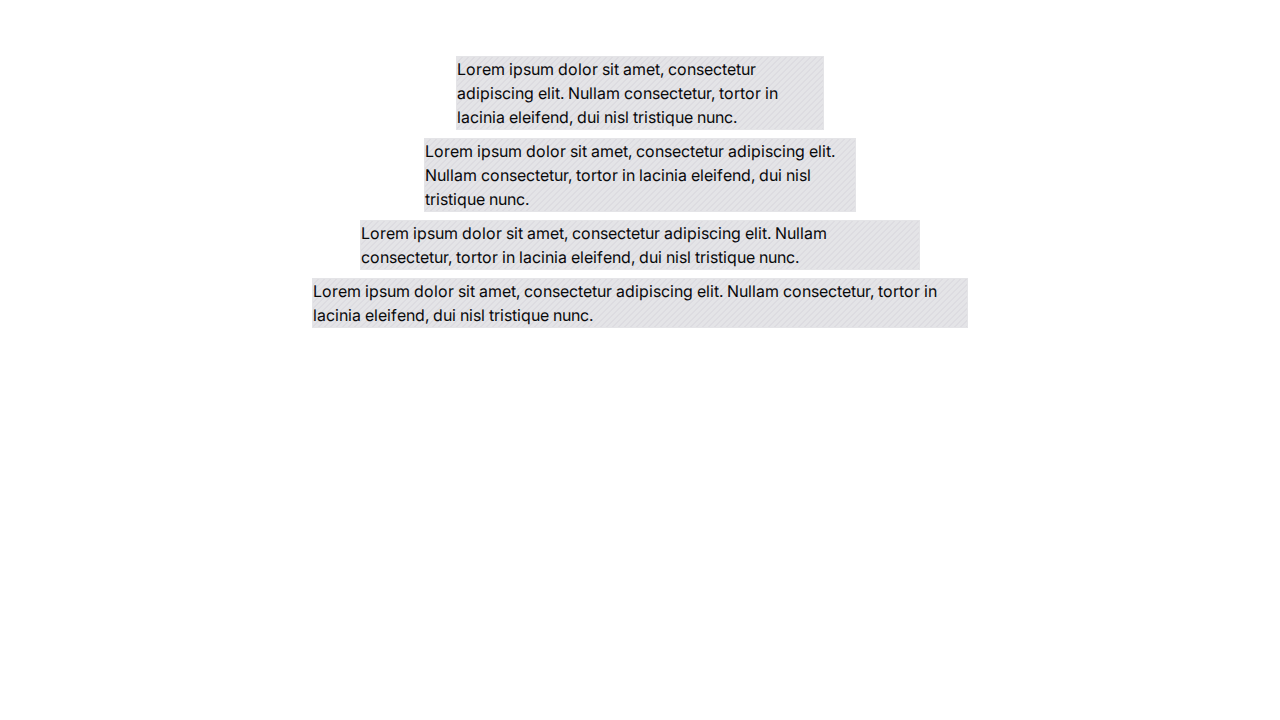 Lorem ipsum dolor sit amet, consectetur
adipiscing elit. Nullam consectetur, tortor in
lacinia eleifend, dui nisl tristique nunc.
Lorem ipsum dolor sit amet, consectetur adipiscing elit.
Nullam consectetur, tortor in lacinia eleifend, dui nisl
tristique nunc.
Lorem ipsum dolor sit amet, consectetur adipiscing elit. Nullam
consectetur, tortor in lacinia eleifend, dui nisl tristique nunc.
Lorem ipsum dolor sit amet, consectetur adipiscing elit. Nullam consectetur, tortor in
lacinia eleifend, dui nisl tristique nunc.